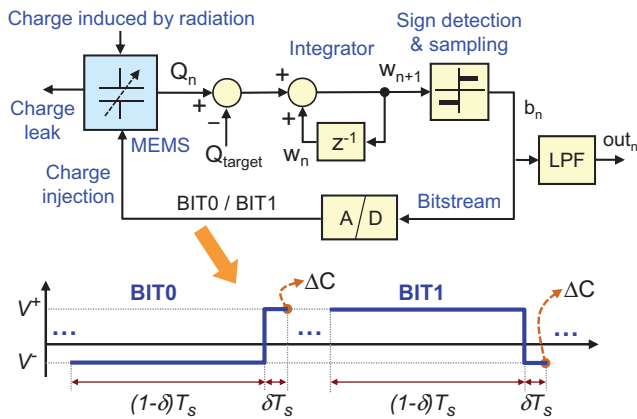 Charge induced by radiation
Sign detection
& sampling
Integrator
Q_n
w_{n+1}
+
+
+
−
Charge
leak
MEMS
b_n
Q_target
w_n
z^{-1}
LPF
out_n
Charge
injection
BIT0 / BIT1
A/D
Bitstream
BIT0
ΔC
BIT1
ΔC
V^+
...
...
...
V^-
(1-δ)T_s
δT_s
(1-δ)T_s
δT_s